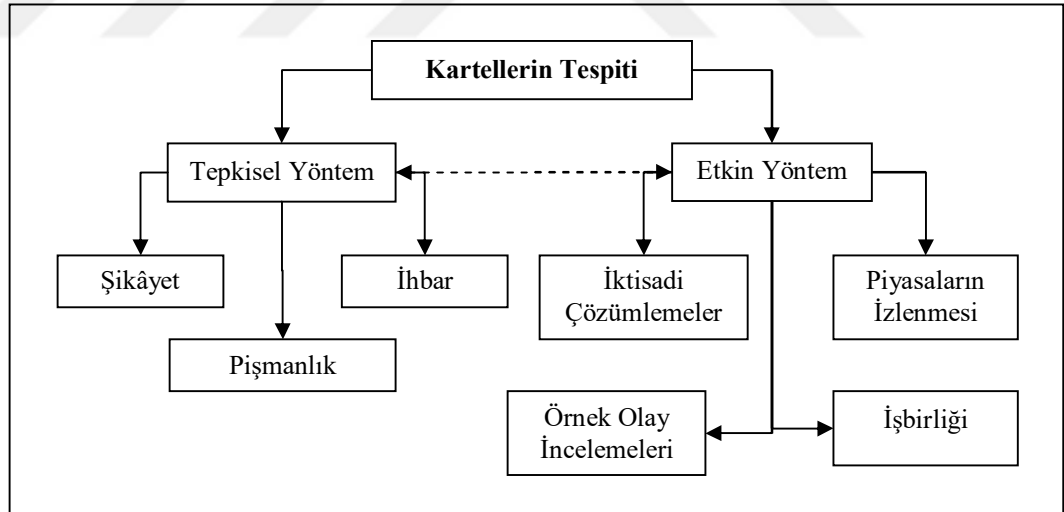 Kartellerin Tespiti
Tepkisel Yöntem
Etkin Yöntem
Şikâyet
İhbar
İktisadi
Çözümlemeler
Piyasaların
İzlenmesi
Pişmanlık
Örnek Olay
İncelemeleri
İşbirliği